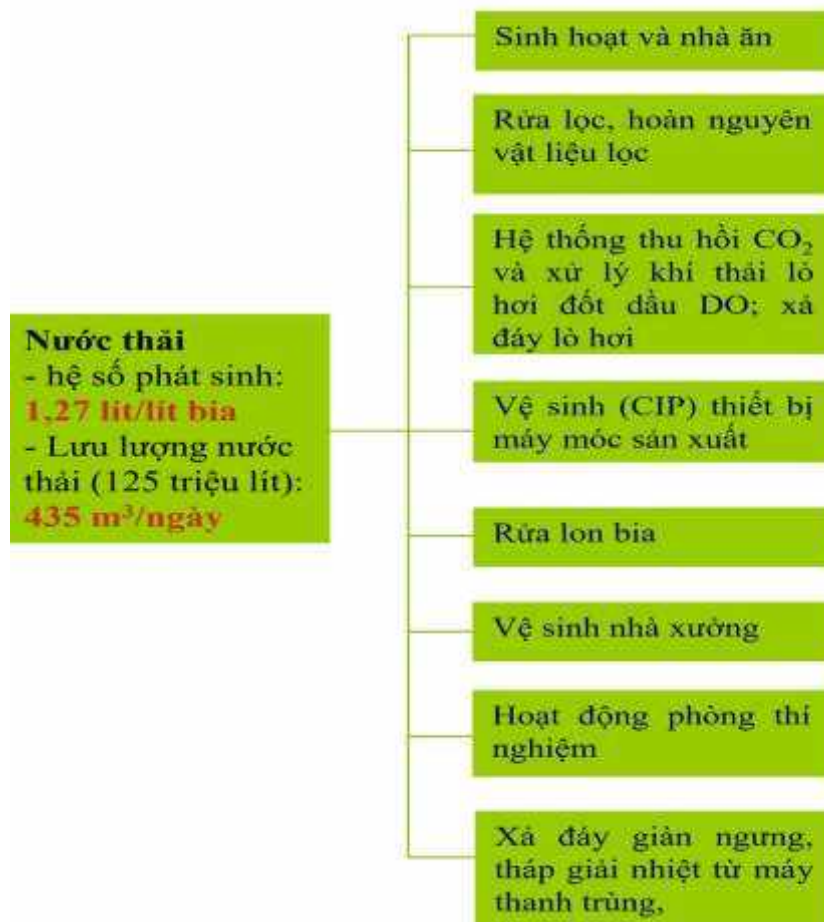 Nước thải
- hệ số phát sinh:
1,27 lít/lít bia
- Lưu lượng nước
thải (125 triệu lít):
435 m³/ngày
Sinh hoạt và nhà ăn
Rửa lọc, hoàn nguyên
vật liệu lọc
Hệ thống thu hồi CO₂
và xử lý khí thải lò
hơi đốt dầu DO; xả
đáy lò hơi
Vệ sinh (CIP) thiết bị
máy móc sản xuất
Rửa lon bia
Vệ sinh nhà xưởng
Hoạt động phòng thí
nghiệm
Xả đáy giàn ngưng,
tháp giải nhiệt từ máy
thanh trùng,